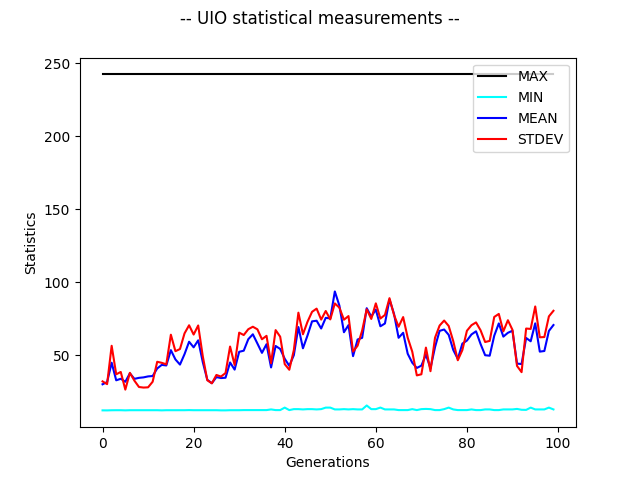 -- UIO statistical measurements --
250
200
150
100
50
Statistics
0 20 40 60 80 100
Generations
MAX
MIN
MEAN
STDEV